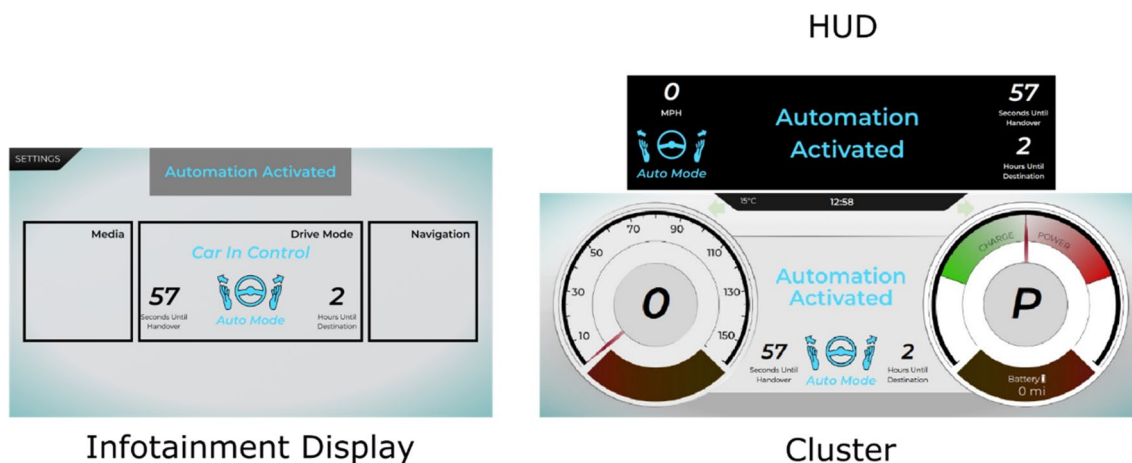 HUD
0
MPH
Auto Mode
Automation
Activated
57
Seconds Until
Handover
2
Hours Until
Destination
SETTINGS
Automation Activated
Media
Drive Mode
Car In Control
57
Seconds Until
Handover
Auto Mode
2
Hours Until
Destination
Navigation
15°C
12:58
10
30
50
70
90
110
130
150
0
Automation
Activated
57
Seconds Until
Handover
Auto Mode
2
Hours Until
Destination
CHARGE
POWER
P
Battery
0 mi
Infotainment Display
Cluster